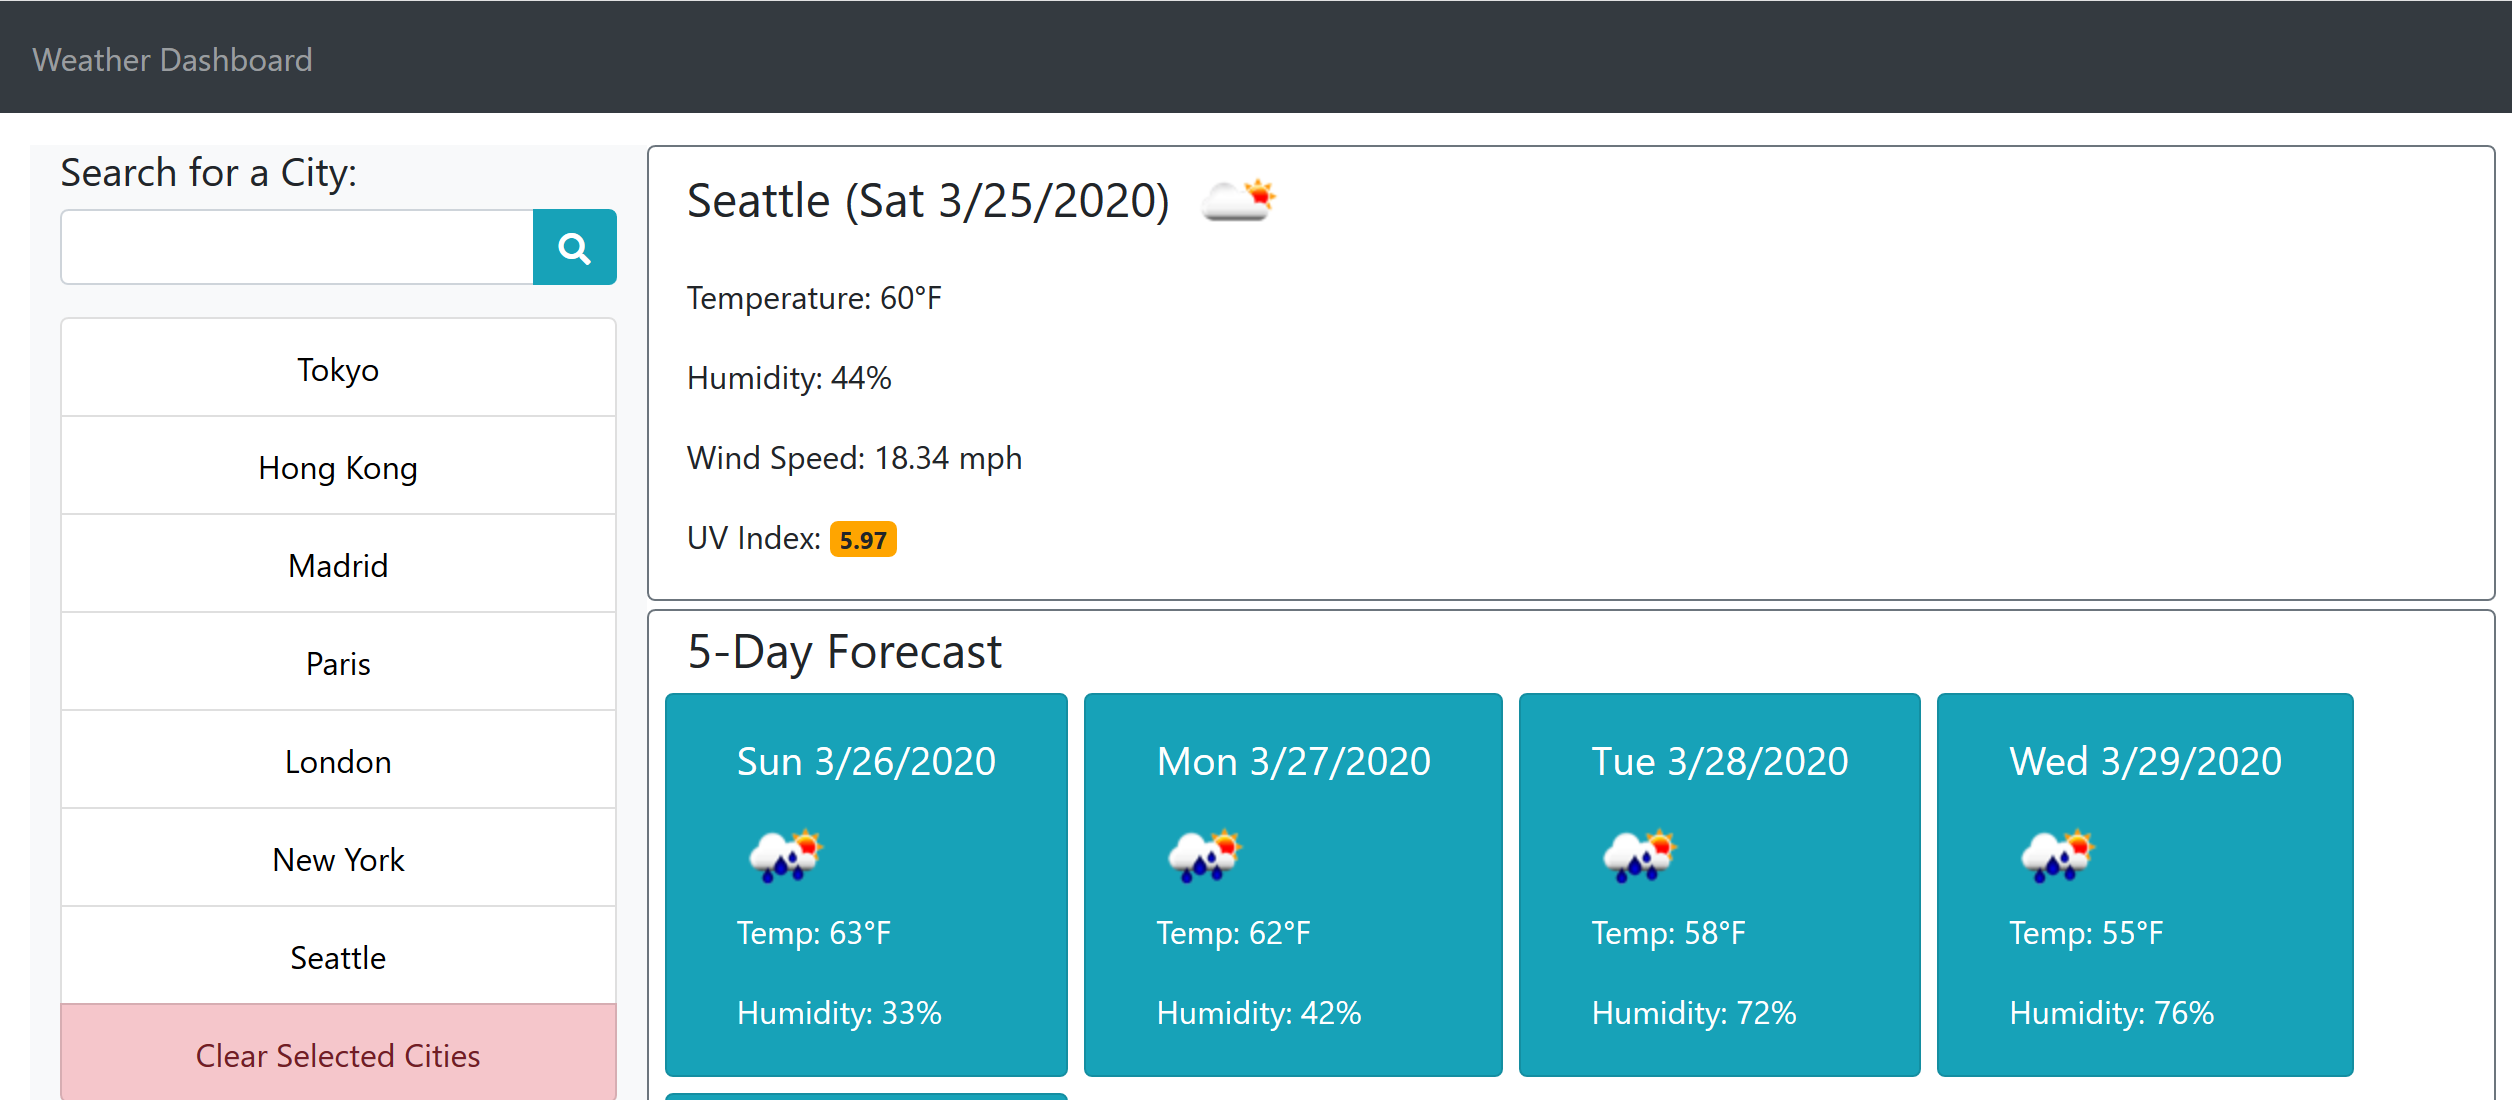 Weather Dashboard
Search for a City:
Tokyo
Hong Kong
Madrid
Paris
London
New York
Seattle
Clear Selected Cities
Seattle (Sat 3/25/2020)
Temperature: 60°F
Humidity: 44%
Wind Speed: 18.34 mph
UV Index: 5.97
5-Day Forecast
Sun 3/26/2020
Temp: 63°F
Humidity: 33%
Mon 3/27/2020
Temp: 62°F
Humidity: 42%
Tue 3/28/2020
Temp: 58°F
Humidity: 72%
Wed 3/29/2020
Temp: 55°F
Humidity: 76%